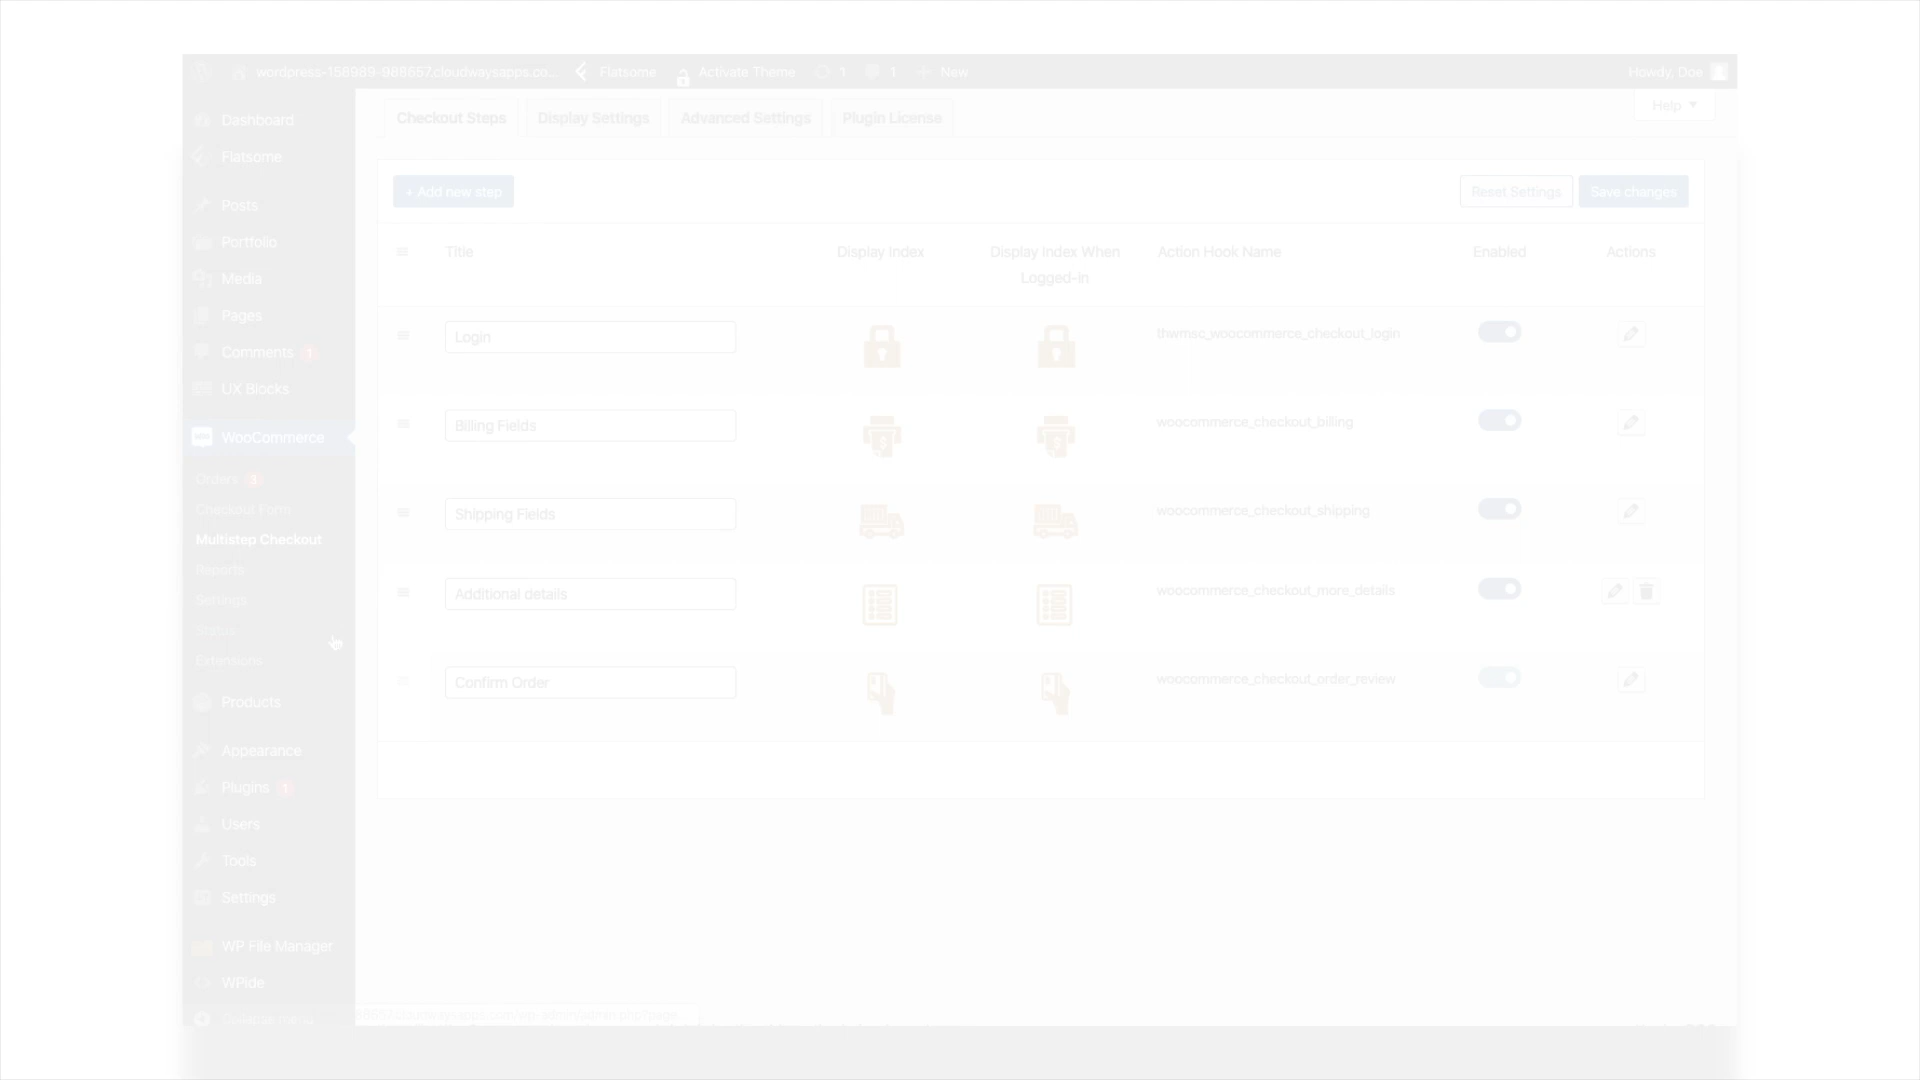 wordpress-158989-988657.cloudwaysapps.co... Flatsome Activate Theme 1 1 New Howdy, Doe
Help
Checkout Steps Display Settings Advanced Settings Plugin License
+ Add new step Reset Settings Save changes
Title Display Index Display Index When Logged-in Action Hook Name Enabled Actions
Login thwmsc_woocommerce_checkout_login
Billing Fields woocommerce_checkout_billing
Shipping Fields woocommerce_checkout_shipping
Additional details woocommerce_checkout_more_details
Confirm Order woocommerce_checkout_order_review
Dashboard
Flatsome
Posts
Portfolio
Media
Pages
Comments 1
UX Blocks
WooCommerce
Orders 3
Checkout Form
Multistep Checkout
Reports
Settings
Status
Extensions
Products
Appearance
Plugins 1
Users
Tools
Settings
WP File Manager
WPide
Collapse menu